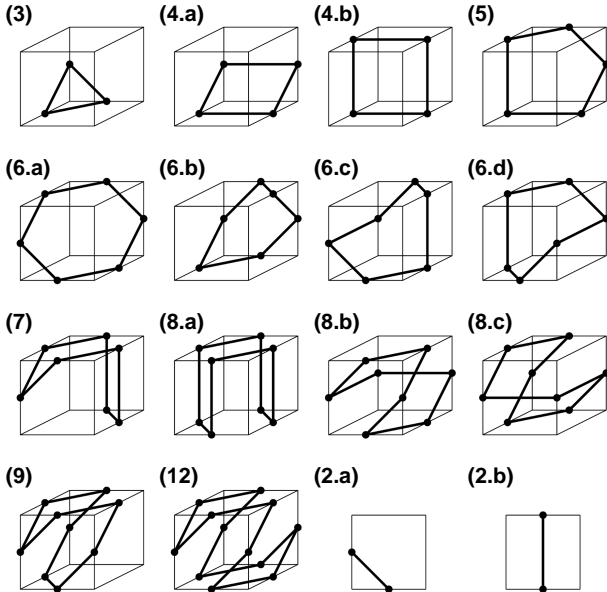 (3) (4.a) (4.b) (5)
(6.a) (6.b) (6.c) (6.d)
(7) (8.a) (8.b) (8.c)
(9) (12) (2.a) (2.b)